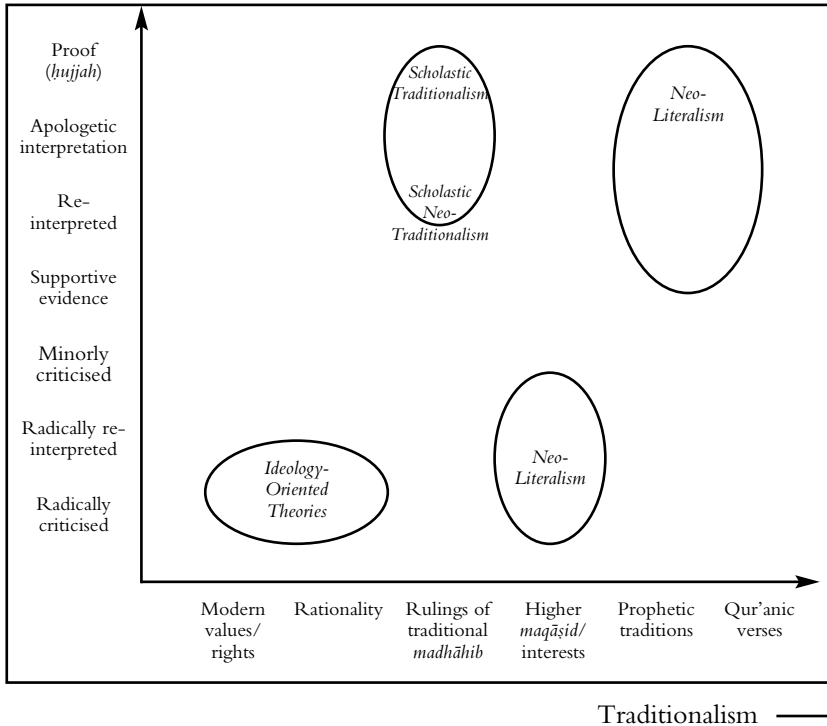 Proof
(ḥujjah)
Apologetic
interpretation
Re-
interpreted
Supportive
evidence
Minorly
criticised
Radically re-
interpreted
Radically
criticised
Scholastic
Traditionalism
Scholastic
Neo-
Traditionalism
Neo-
Literalism
Ideology-
Oriented
Theories
Neo-
Literalism
Modern
values/
rights
Rationality
Rulings of
traditional
madhāhib
Higher
maqāṣid/
interests
Prophetic
traditions
Qur’anic
verses
Traditionalism